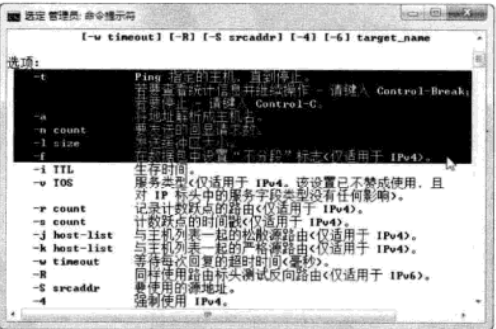 选定 管理员: 命令提示符
[-w timeout] [-R] [-S srcaddr] [-4] [-6] target_name
选项:
-t Ping 指定的主机，直到停止。
若要查看统计信息并继续操作 - 请键入 Control-Break;
若要停止 - 请键入 Control-C。
-a 将地址解析成主机名。
-n count 要发送的回显请求数。
-l size 发送缓冲区大小。
-f 在数据包中设置“不分段”标志<仅适用于 IPv4>。
-i TTL 生存时间。
-v TOS 服务类型<仅适用于 IPv4。该设置已不赞成使用，且
对 IP 标头中的服务字段类型没有任何影响>。
-r count 记录计数跃点的路由<仅适用于 IPv4>。
-s count 计数跃点的时间戳<仅适用于 IPv4>。
-j host-list 与主机列表一起的松散源路由<仅适用于 IPv4>。
-k host-list 与主机列表一起的严格源路由<仅适用于 IPv4>。
-w timeout 等待每次回复的超时时间<毫秒>。
-R 同样使用路由标头测试反向路由<仅适用于 IPv6>。
-S srcaddr 要使用的源地址。
-4 强制使用 IPv4。